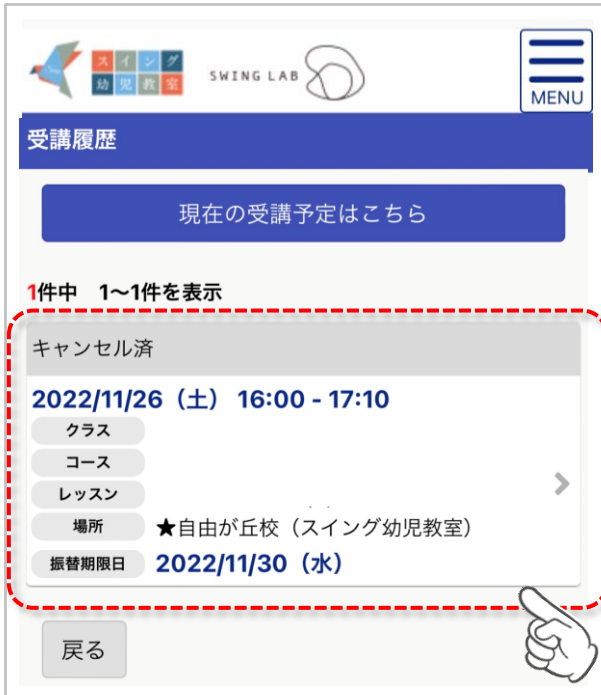 スイング
幼児教室
SWING LAB
MENU
受講履歴
現在の受講予定はこちら
1件中 1～1件を表示
キャンセル済
2022/11/26（土） 16:00 - 17:10
クラス
コース
レッスン
場所 ★自由が丘校（スイング幼児教室）
振替期限日 2022/11/30（水）
戻る